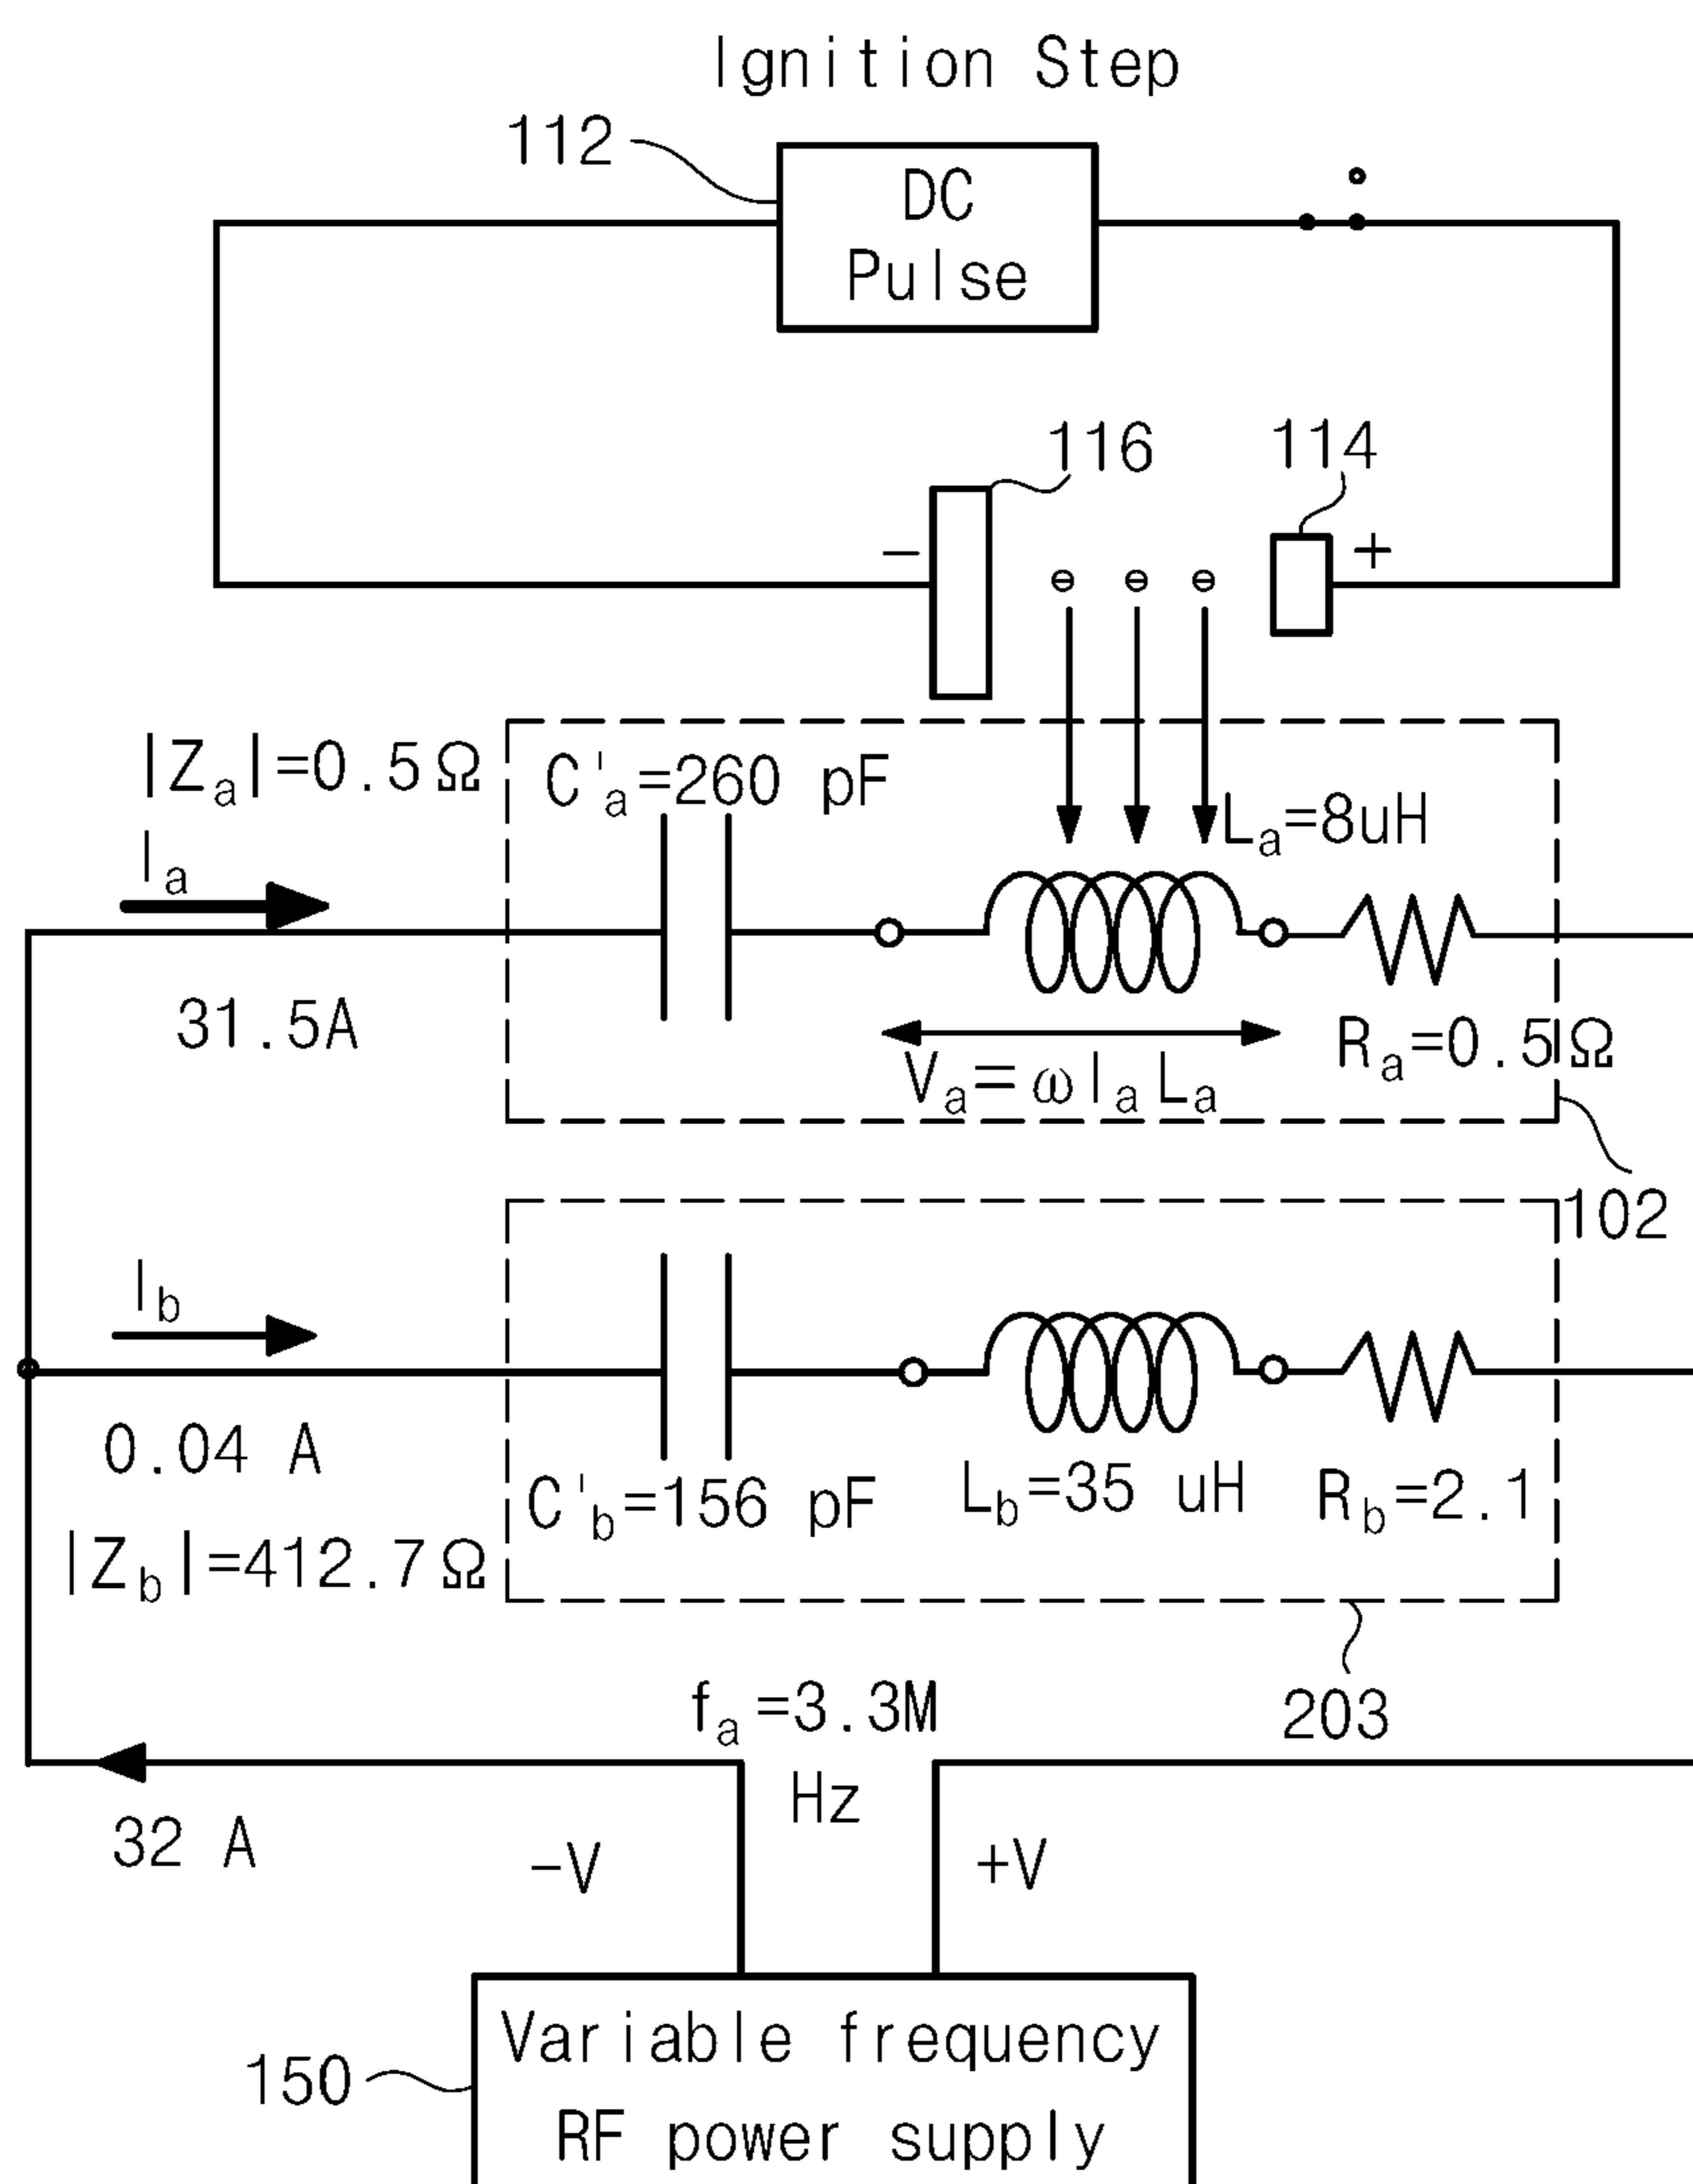 Ignition Step
112
DC
Pulse
116
114
- +
|Za|=0.5Ω
C'a=260 pF
La=8uH
Ia
31.5A
Ra=0.5Ω
Va=ωIaLa
102
Ib
0.04 A
C'b=156 pF
Lb=35 uH
Rb=2.1
|Zb|=412.7Ω
203
fa=3.3M
Hz
32 A
-V
+V
Variable frequency
150
RF power supply